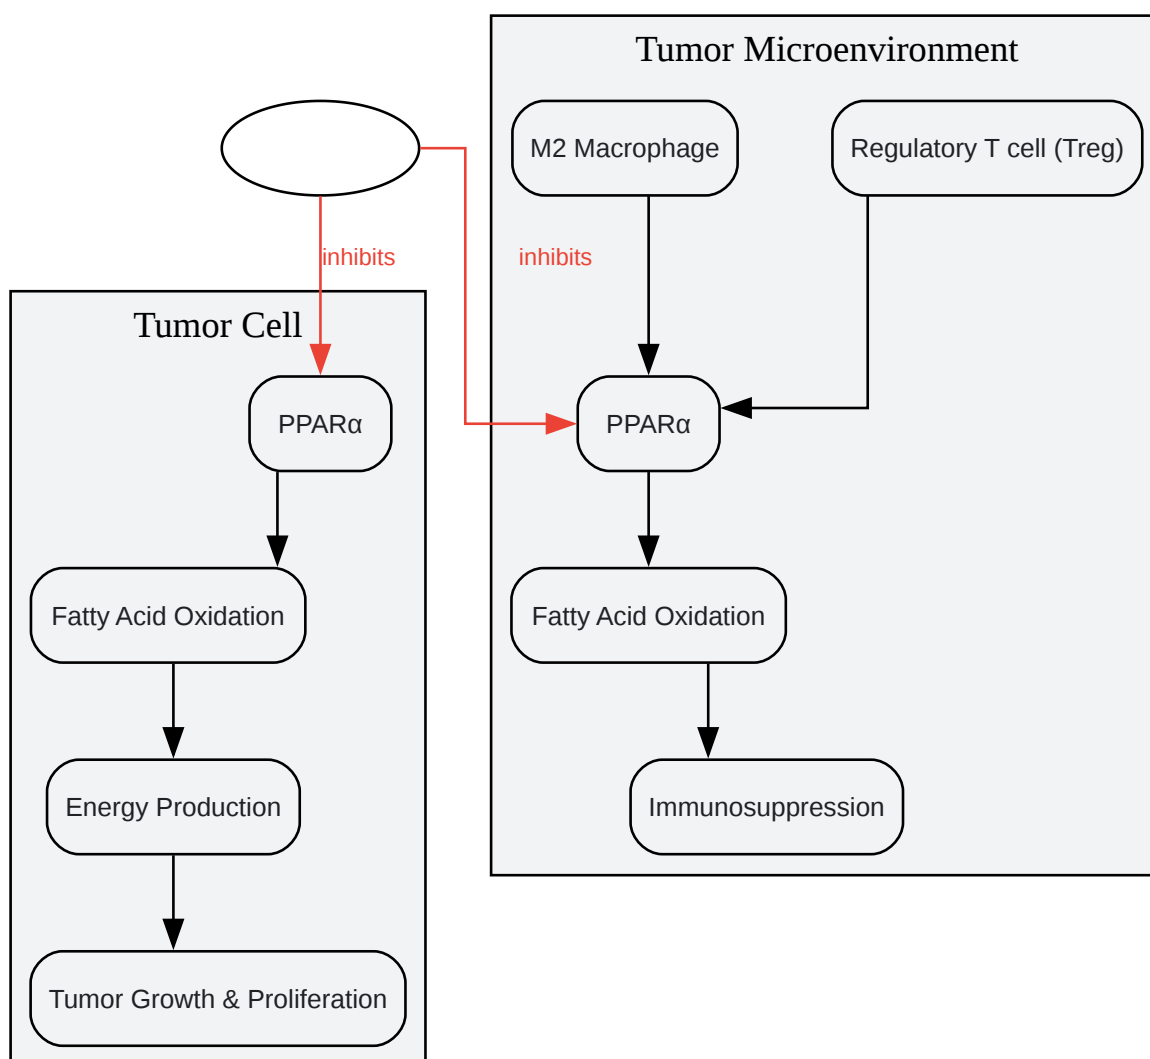 Tumor Microenvironment
M2 Macrophage
Regulatory T cell (Treg)
inhibits
inhibits
Tumor Cell
PPARα
PPARα
Fatty Acid Oxidation
Fatty Acid Oxidation
Energy Production
Immunosuppression
Tumor Growth & Proliferation